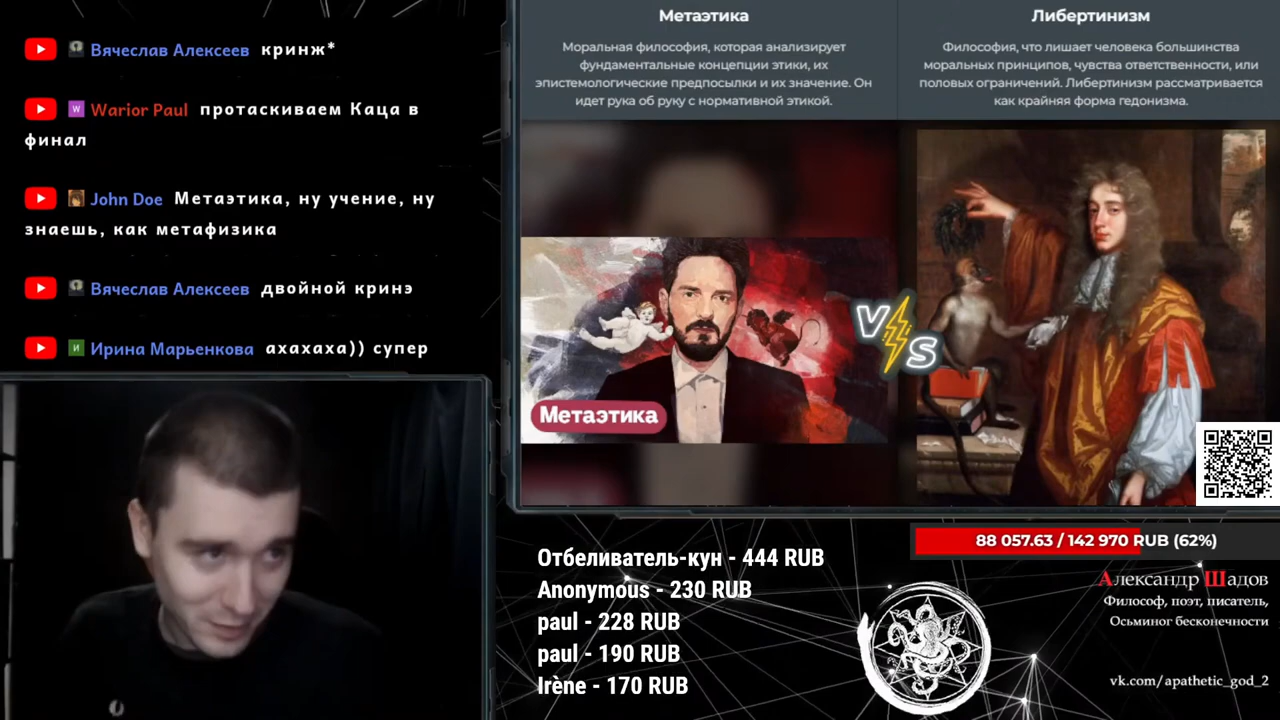 Вячеслав Алексеев кринж*
Warior Paul протаскиваем Каца в
финал
John Doe Метаэтика, ну учение, ну
знаешь, как метафизика
Вячеслав Алексеев двойной кринэ
Ирина Марьенкова ахахаха)) супер
Метаэтика
Моральная философия, которая анализирует
фундаментальные концепции этики, их
эпистемологические предпосылки и их значение. Он
идет рука об руку с нормативной этикой.
Либертинизм
Философия, что лишает человека большинства
моральных принципов, чувства ответственности, или
половых ограничений. Либертинизм рассматривается
как крайняя форма гедонизма.
VS
Метаэтика
88 057.63 / 142 970 RUB (62%)
Отбеливатель-кун - 444 RUB
Anonymous - 230 RUB
paul - 228 RUB
paul - 190 RUB
Irène - 170 RUB
Александр Шадов
Философ, поэт, писатель,
Осьминог бесконечности
vk.com/apathetic_god_2